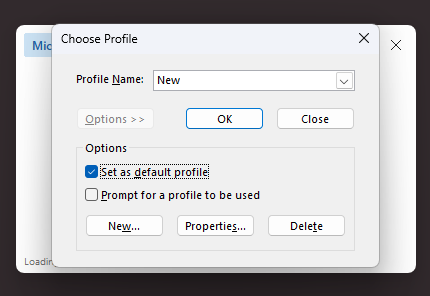 Choose Profile
Mic
Profile Name: New
Options >> OK Close
Options
Set as default profile
Prompt for a profile to be used
New... Properties... Delete
Loadin